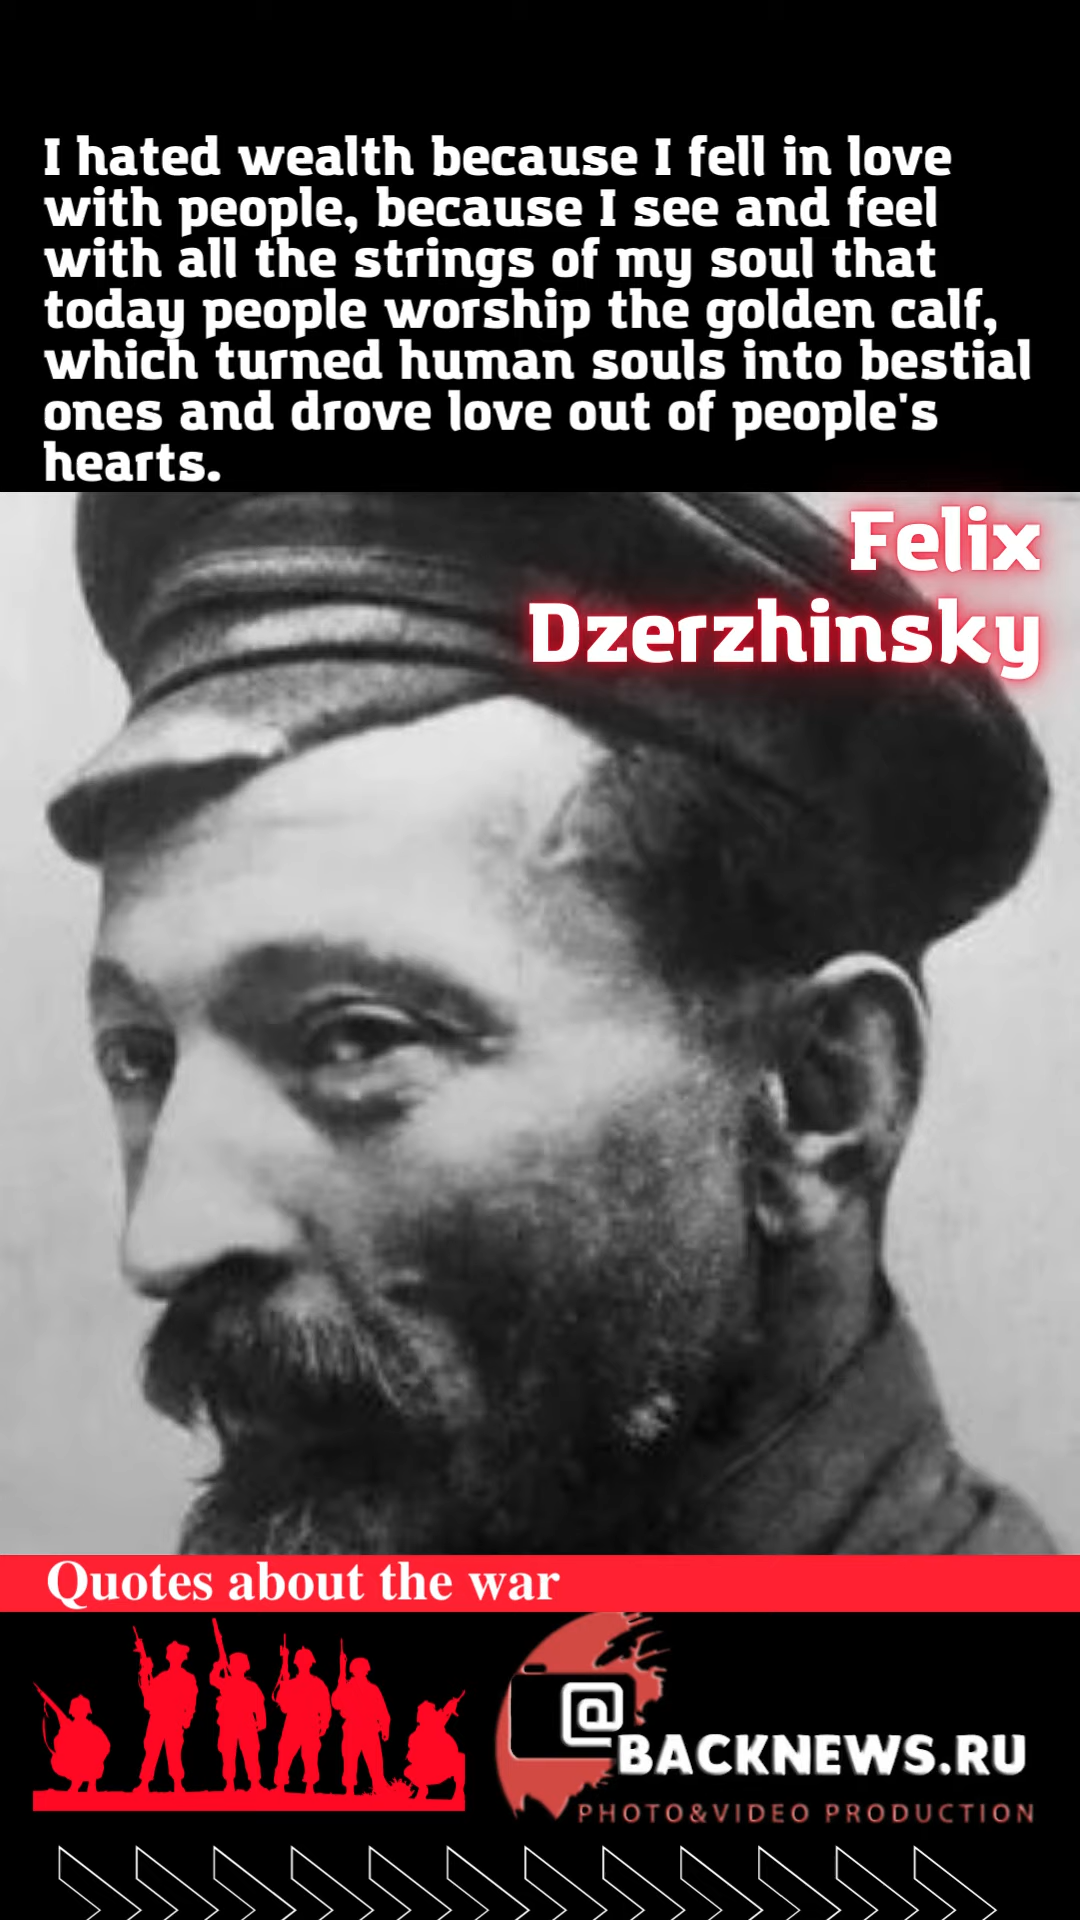 I hated wealth because I fell in love
with people, because I see and feel
with all the strings of my soul that
today people worship the golden calf,
which turned human souls into bestial
ones and drove love out of people's
hearts.
Felix
Dzerzhinsky
Quotes about the war
@
BACKNEWS.RU
PHOTO&VIDEO PRODUCTION